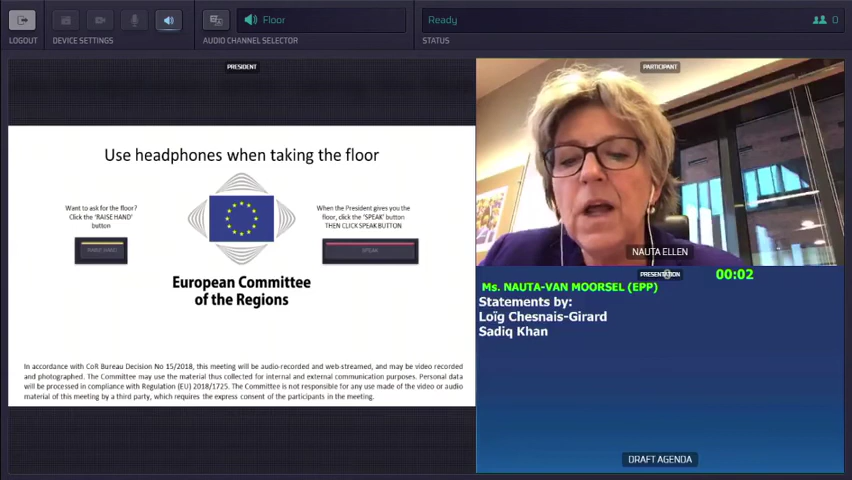 Floor
Ready
0
LOGOUT
DEVICE SETTINGS
AUDIO CHANNEL SELECTOR
STATUS
PRESIDENT
PARTICIPANT
Use headphones when taking the floor
Want to ask for the floor?
Click the 'RAISE HAND'
button
RAISE HAND
When the President gives you the
floor, click the 'SPEAK' button
THEN CLICK SPEAK BUTTON
SPEAK
European Committee
of the Regions
In accordance with CoR Bureau Decision No 15/2018, this meeting will be audio-recorded and web-streamed, and may be video recorded
and photographed. The Committee may use the material thus collected for internal and external communication purposes. Personal data
will be processed in compliance with Regulation (EU) 2018/1725. The Committee is not responsible for any use made of the video or audio
material of this meeting by a third party, which requires the express consent of the participants in the meeting.
NAUTA ELLEN
PRESENTATION
00:02
Ms. NAUTA-VAN MOORSEL (EPP)
Statements by:
Loïg Chesnais-Girard
Sadiq Khan
DRAFT AGENDA